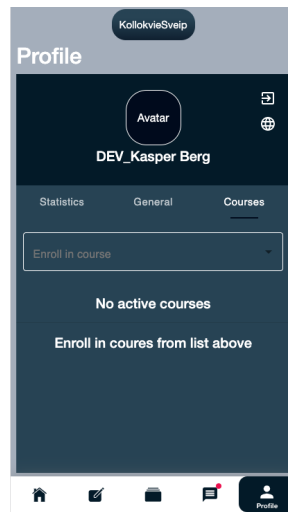 KollokvieSveip
Profile
Avatar
DEV_Kasper Berg
Statistics General Courses
Enroll in course
No active courses
Enroll in coures from list above
Profile